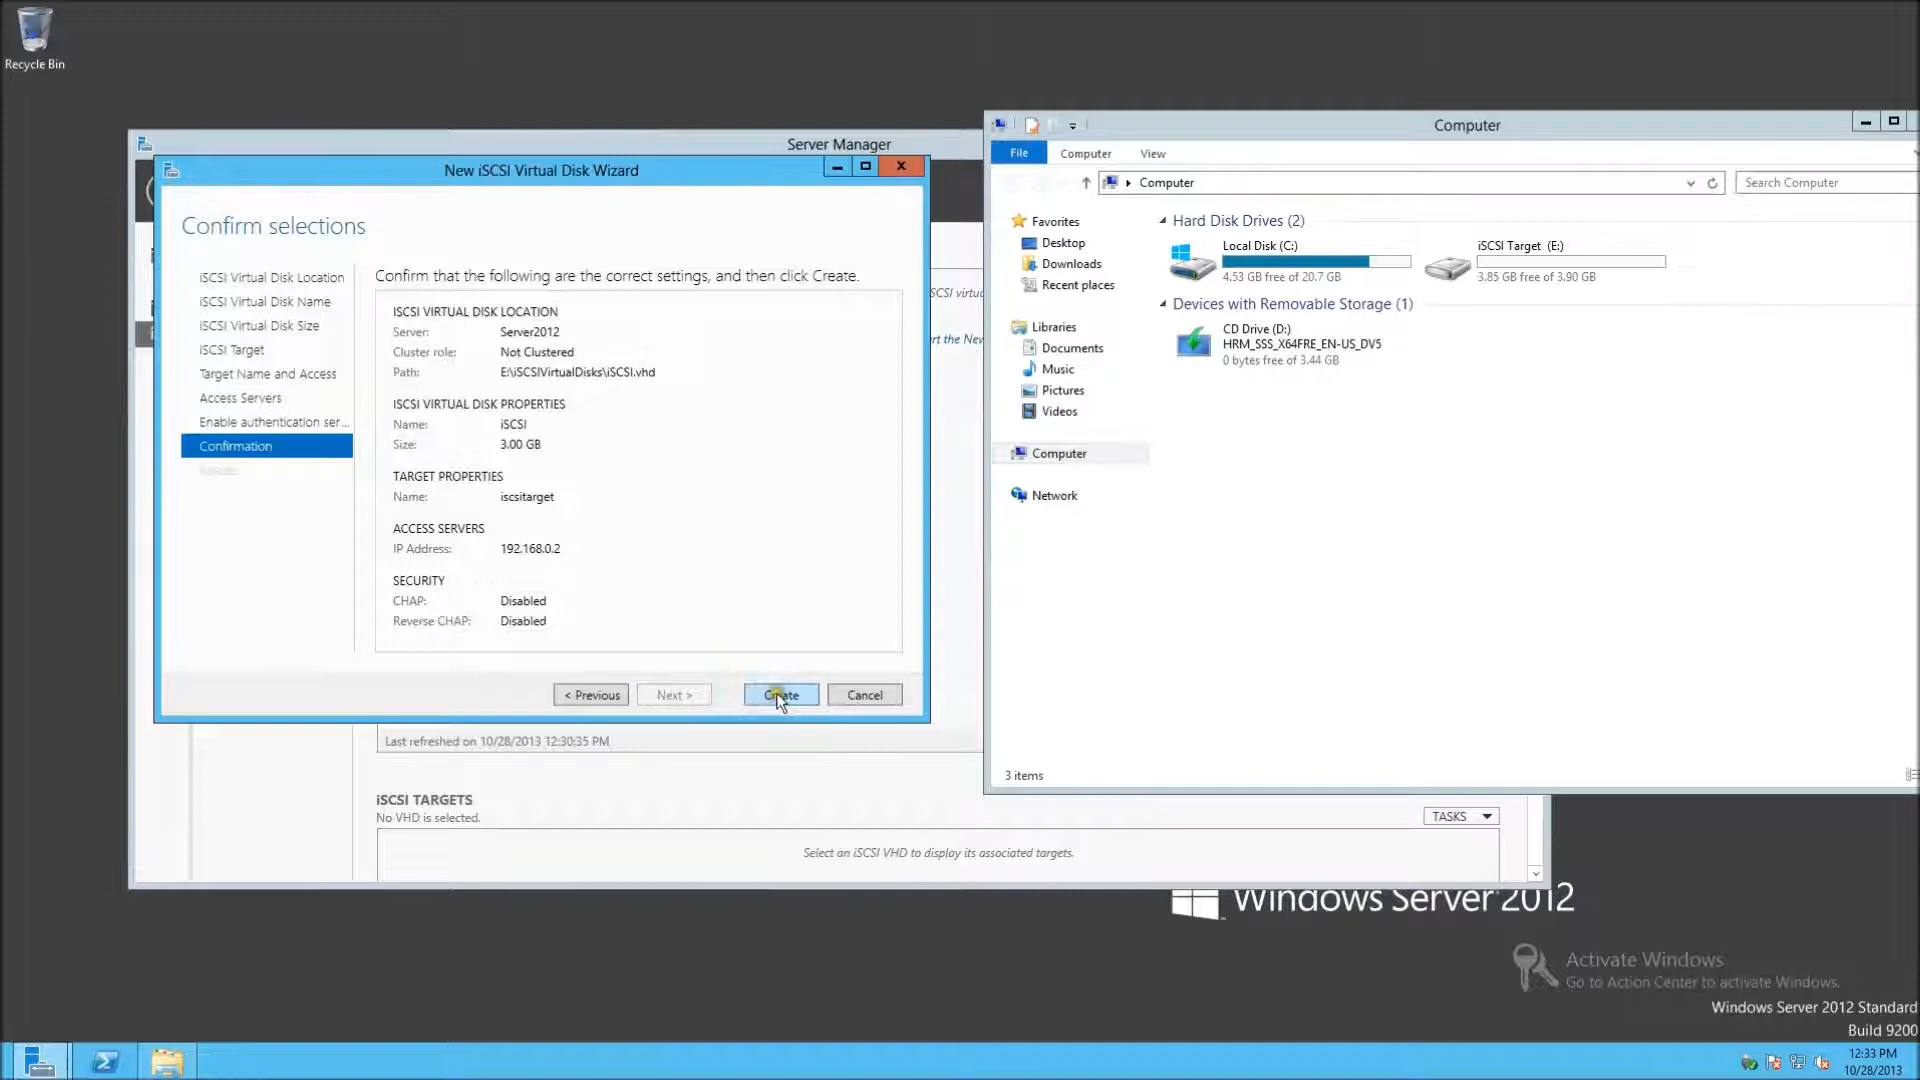 Recycle Bin
Server Manager
New iSCSI Virtual Disk Wizard
X
Confirm selections
iSCSI Virtual Disk Location
iSCSI Virtual Disk Name
iSCSI Virtual Disk Size
iSCSI Target
Target Name and Access
Access Servers
Enable authentication ser...
Confirmation
Results
Confirm that the following are the correct settings, and then click Create.
ISCSI VIRTUAL DISK LOCATION
Server: Server2012
Cluster role: Not Clustered
Path: E:\iSCSIVirtualDisks\iSCSI.vhd
ISCSI VIRTUAL DISK PROPERTIES
Name: iSCSI
Size: 3.00 GB
TARGET PROPERTIES
Name: iscsitarget
ACCESS SERVERS
IP Address: 192.168.0.2
SECURITY
CHAP: Disabled
Reverse CHAP: Disabled
< Previous
Next >
Create
Cancel
SCSI virtu
rt the New
Last refreshed on 10/28/2013 12:30:35 PM
iSCSI TARGETS
No VHD is selected.
TASKS
Select an iSCSI VHD to display its associated targets.
Computer
File
Computer
View
Computer
Search Computer
Favorites
Desktop
Downloads
Recent places
Libraries
Documents
Music
Pictures
Videos
Computer
Network
Hard Disk Drives (2)
Local Disk (C:)
4.53 GB free of 20.7 GB
iSCSI Target (E:)
3.85 GB free of 3.90 GB
Devices with Removable Storage (1)
CD Drive (D:)
HRM_SSS_X64FRE_EN-US_DV5
0 bytes free of 3.44 GB
3 items
Windows Server 2012
Activate Windows
Go to Action Center to activate Windows.
Windows Server 2012 Standard
Build 9200
12:33 PM
10/28/2013